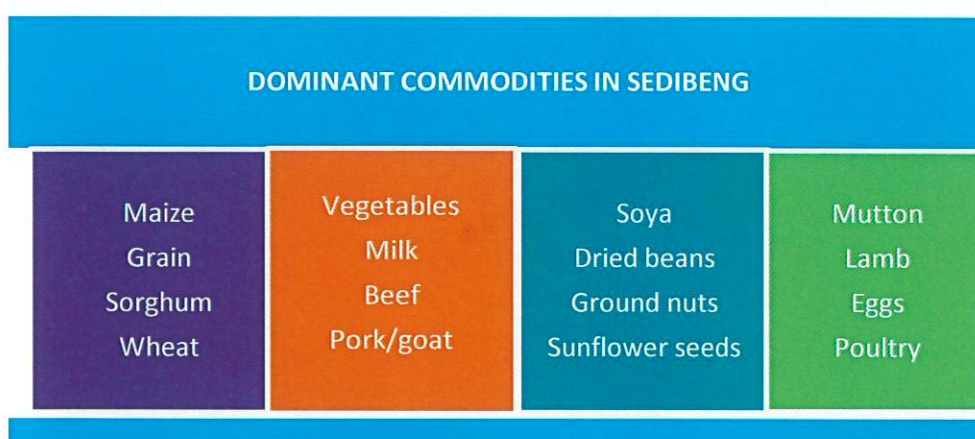 DOMINANT COMMODITIES IN SEDIBENG
Maize
Grain
Sorghum
Wheat
Vegetables
Milk
Beef
Pork/goat
Soya
Dried beans
Ground nuts
Sunflower seeds
Mutton
Lamb
Eggs
Poultry